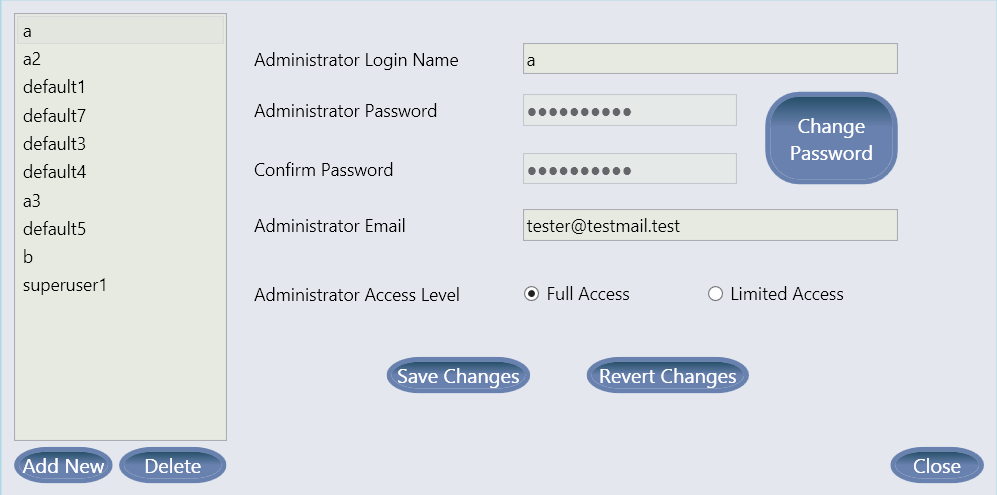 a
a2
default1
default7
default3
default4
a3
default5
b
superuser1
Add New
Delete
Administrator Login Name
a
Administrator Password
●●●●●●●●●●
Confirm Password
●●●●●●●●●●
Change
Password
Administrator Email
tester@testmail.test
Administrator Access Level
Full Access
Limited Access
Save Changes
Revert Changes
Close